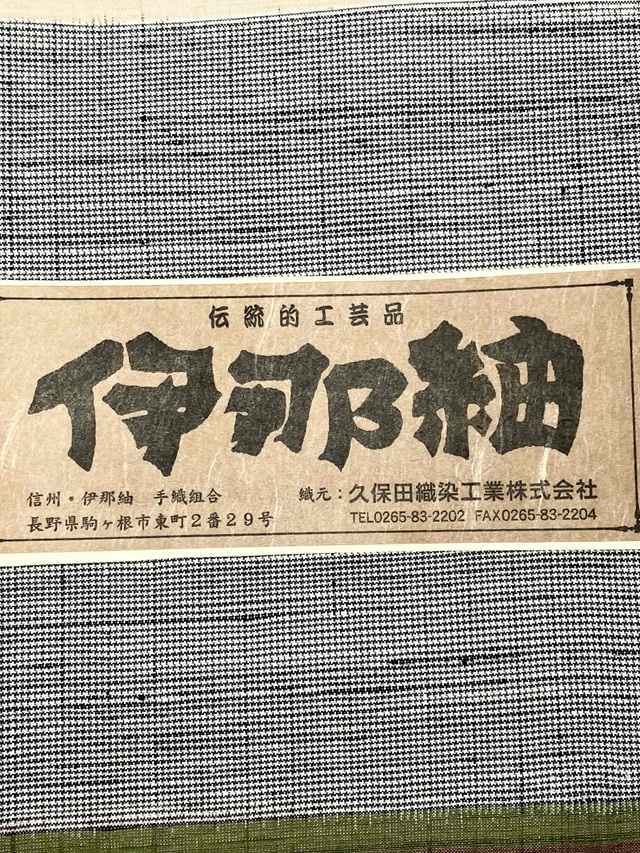 伝統的工芸品
伊那紬
信州・伊那紬 手織組合
長野県駒ヶ根市東町2番29号
織元：久保田織染工業株式会社
TEL0265-83-2202 FAX0265-83-2204